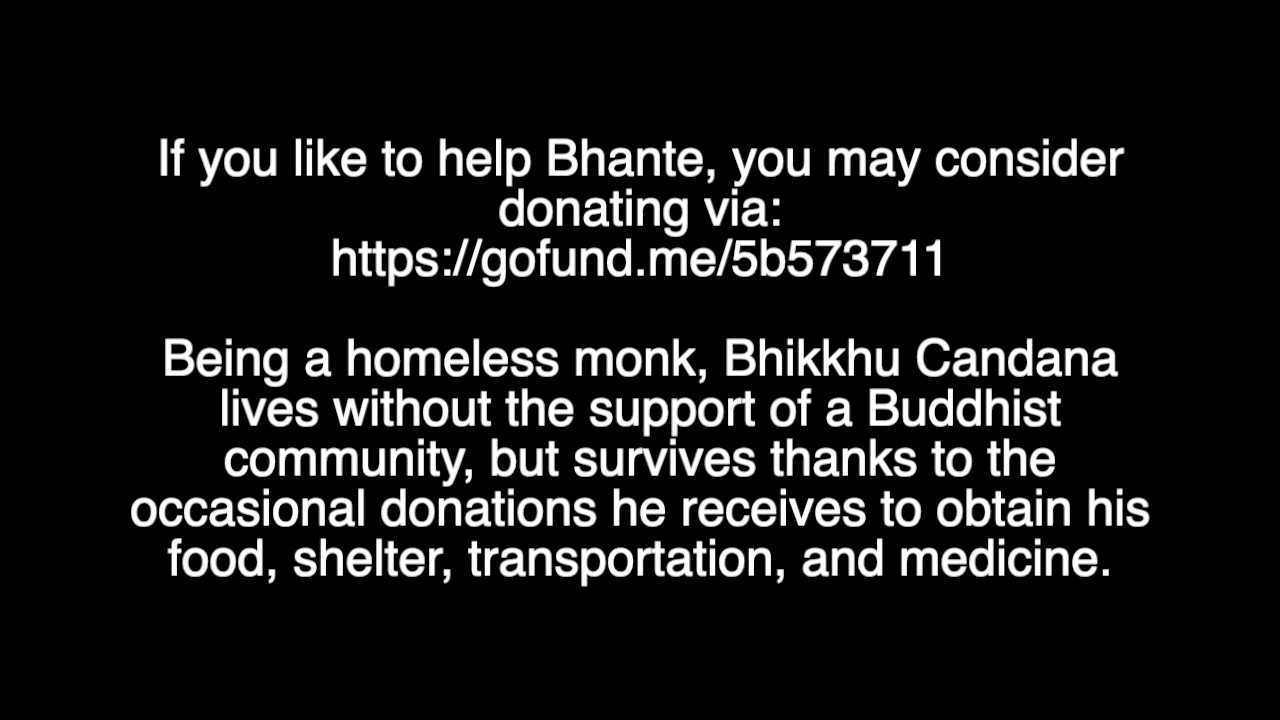 If you like to help Bhante, you may consider
donating via:
https://gofund.me/5b573711
Being a homeless monk, Bhikkhu Candana
lives without the support of a Buddhist
community, but survives thanks to the
occasional donations he receives to obtain his
food, shelter, transportation, and medicine.